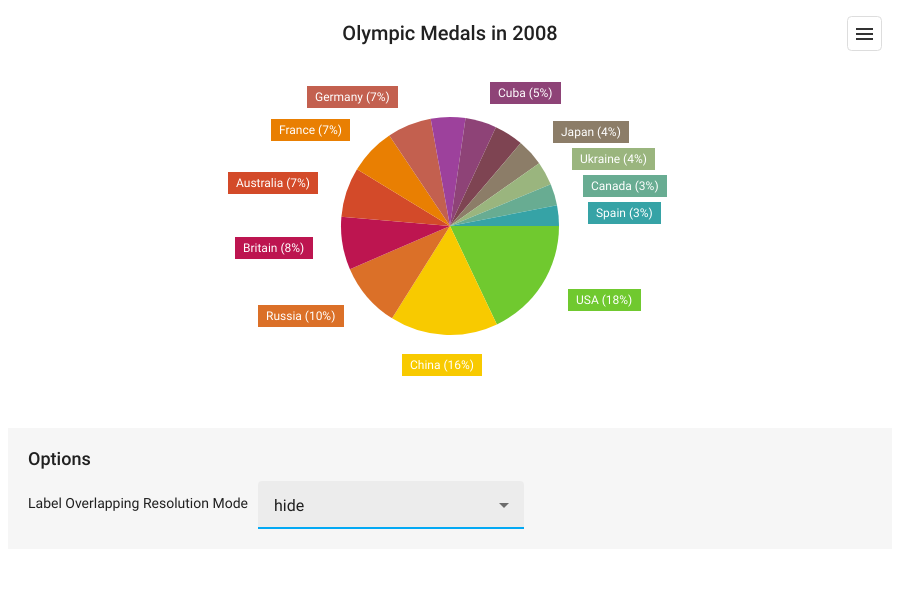 Olympic Medals in 2008
Cuba (5%)
Germany (7%)
France (7%)
Japan (4%)
Ukraine (4%)
Australia (7%)
Canada (3%)
Spain (3%)
Britain (8%)
USA (18%)
Russia (10%)
China (16%)
Options
Label Overlapping Resolution Mode
hide